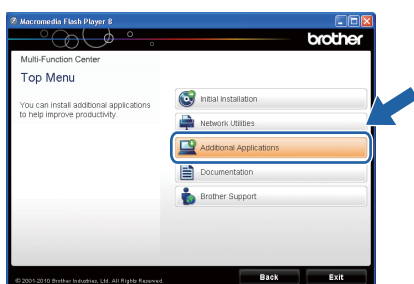 Macromedia Flash Player 8
brother
Multi-Function Center
Top Menu
You can install additional applications
to help improve productivity.
Initial Installation
Network Utilities
Additional Applications
Documentation
Brother Support
© 2001-2010 Brother Industries, Ltd. All Rights Reserved.
Back
Exit